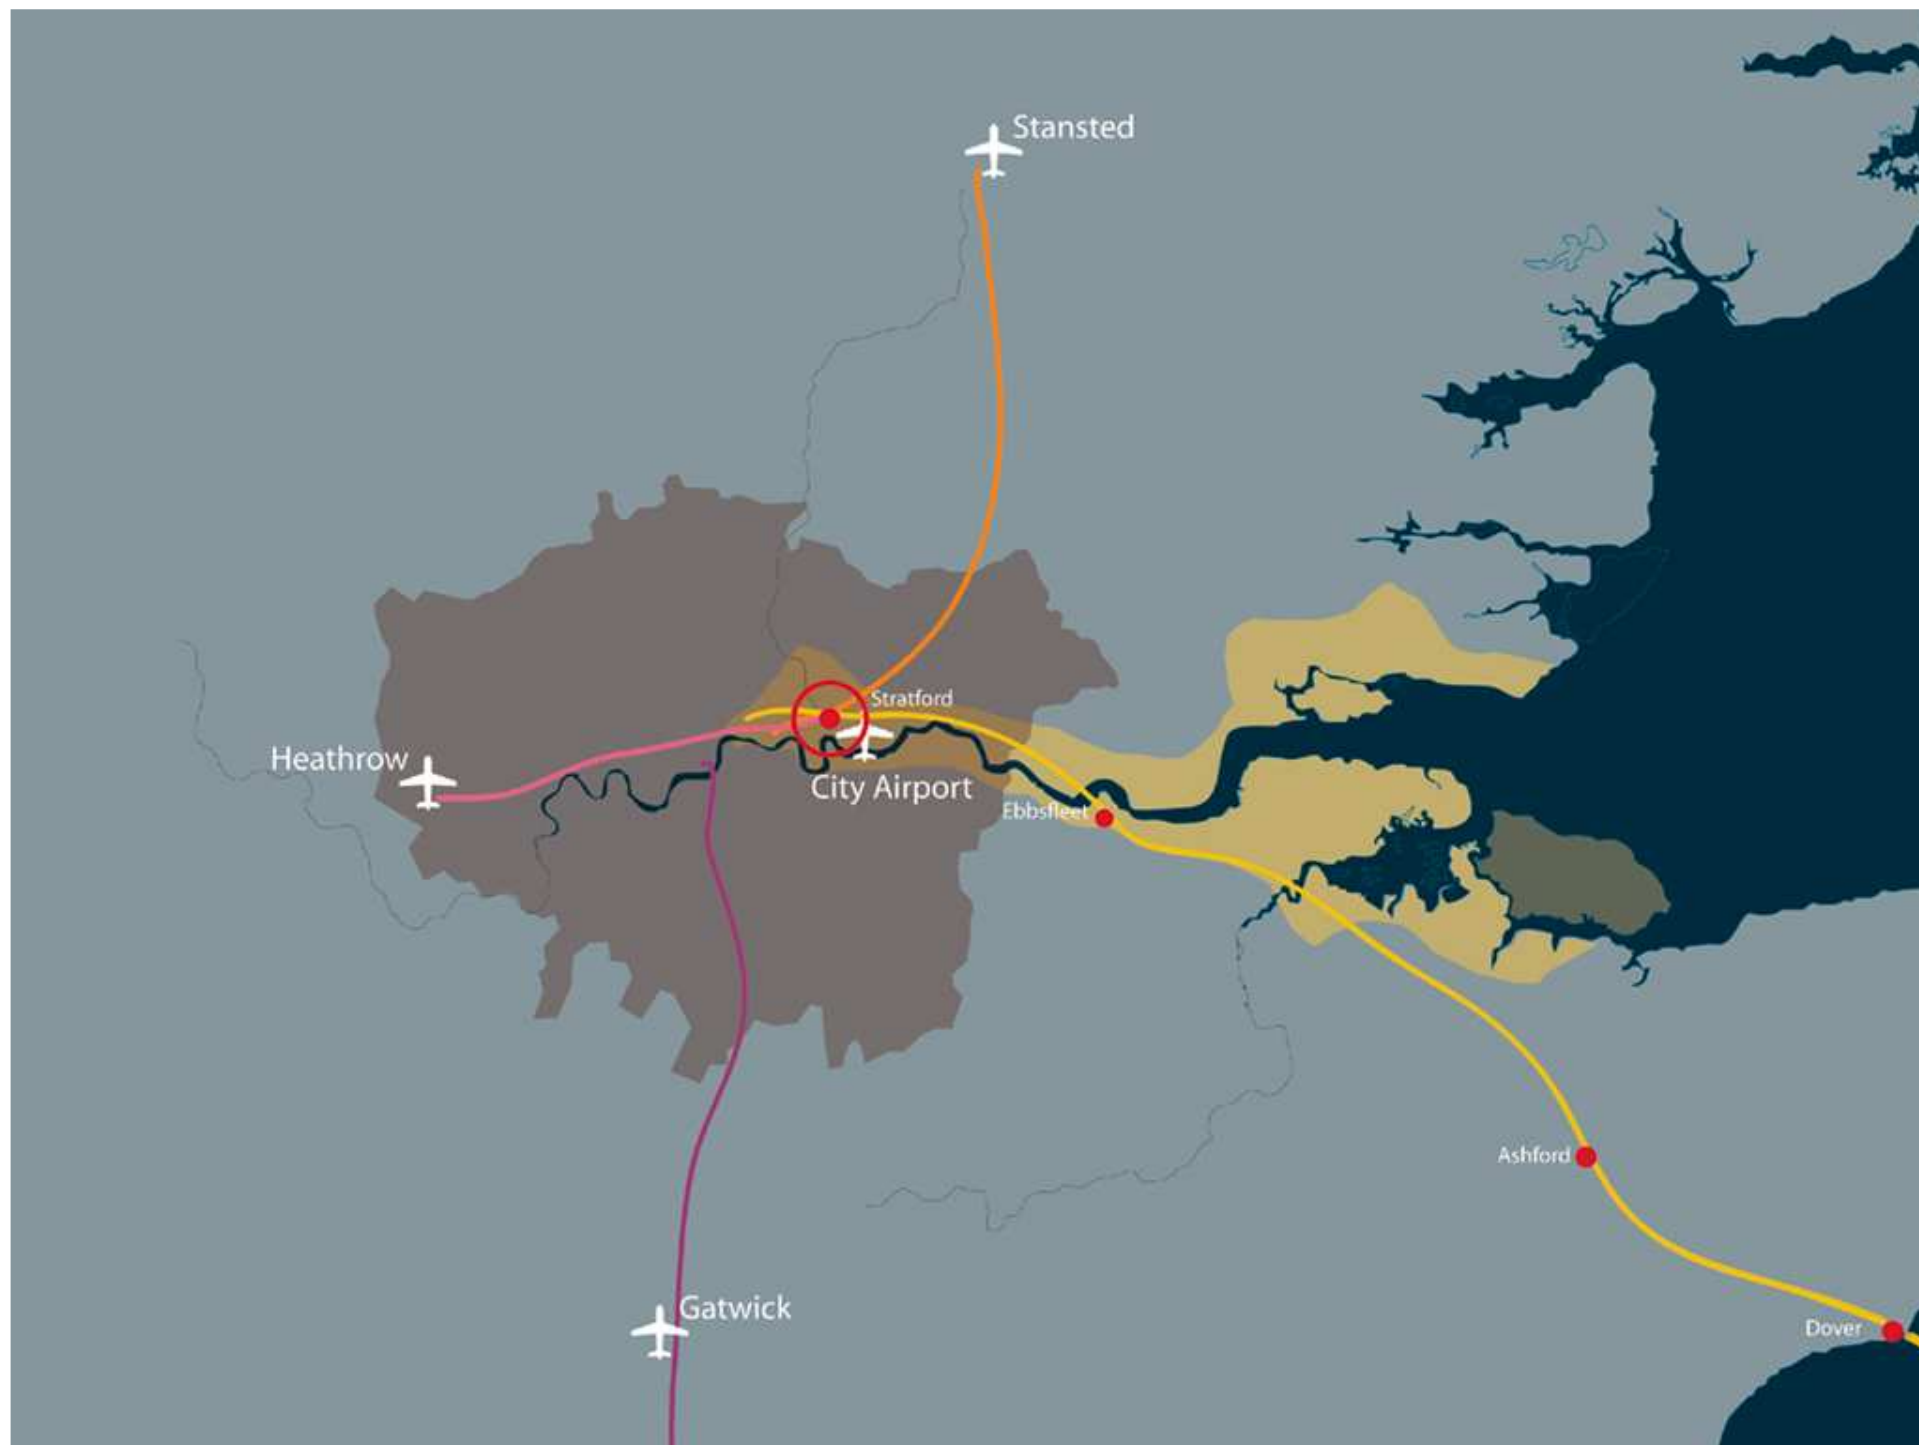 Stansted
Stratford
Heathrow
City Airport
Ebbsfleet
Ashford
Gatwick
Dover